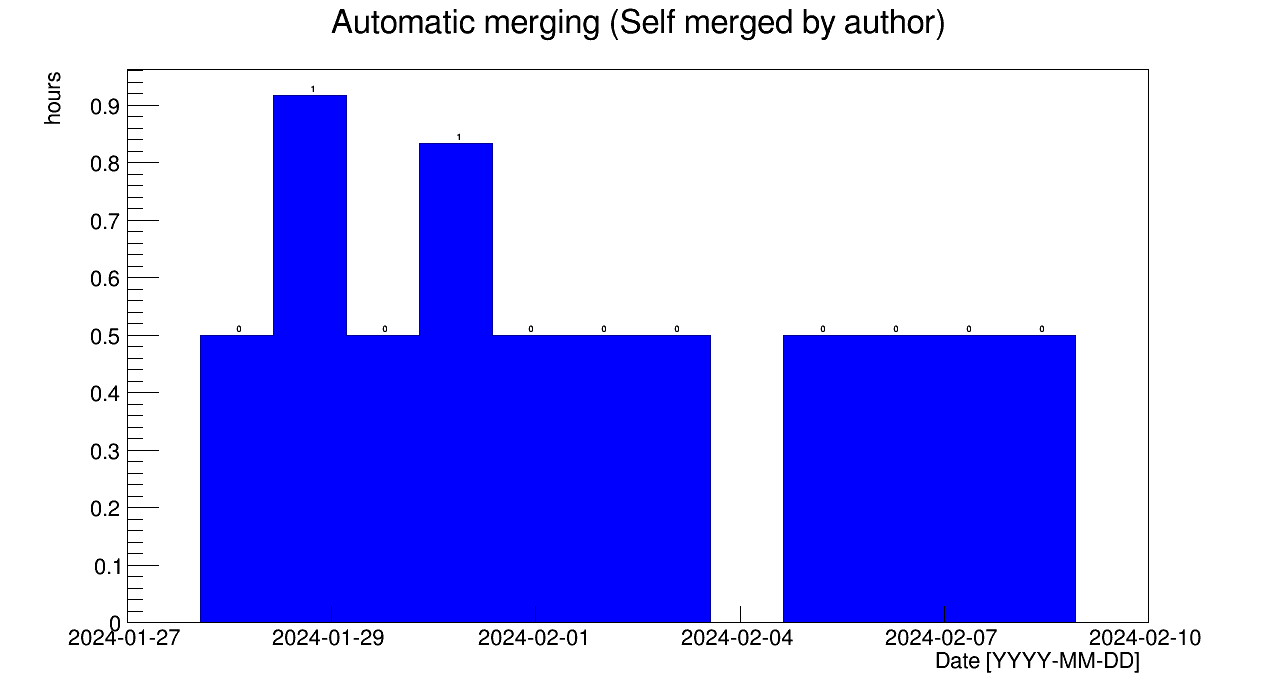 Automatic merging (Self merged by author)
hours
0.9
0.8
0.7
0.6
0.5
0.4
0.3
0.2
0.1
0
1
1
0 0 0 0 0 0 0 0 0
2024-01-27 2024-01-29 2024-02-01 2024-02-04 2024-02-07 2024-02-10
Date [YYYY-MM-DD]